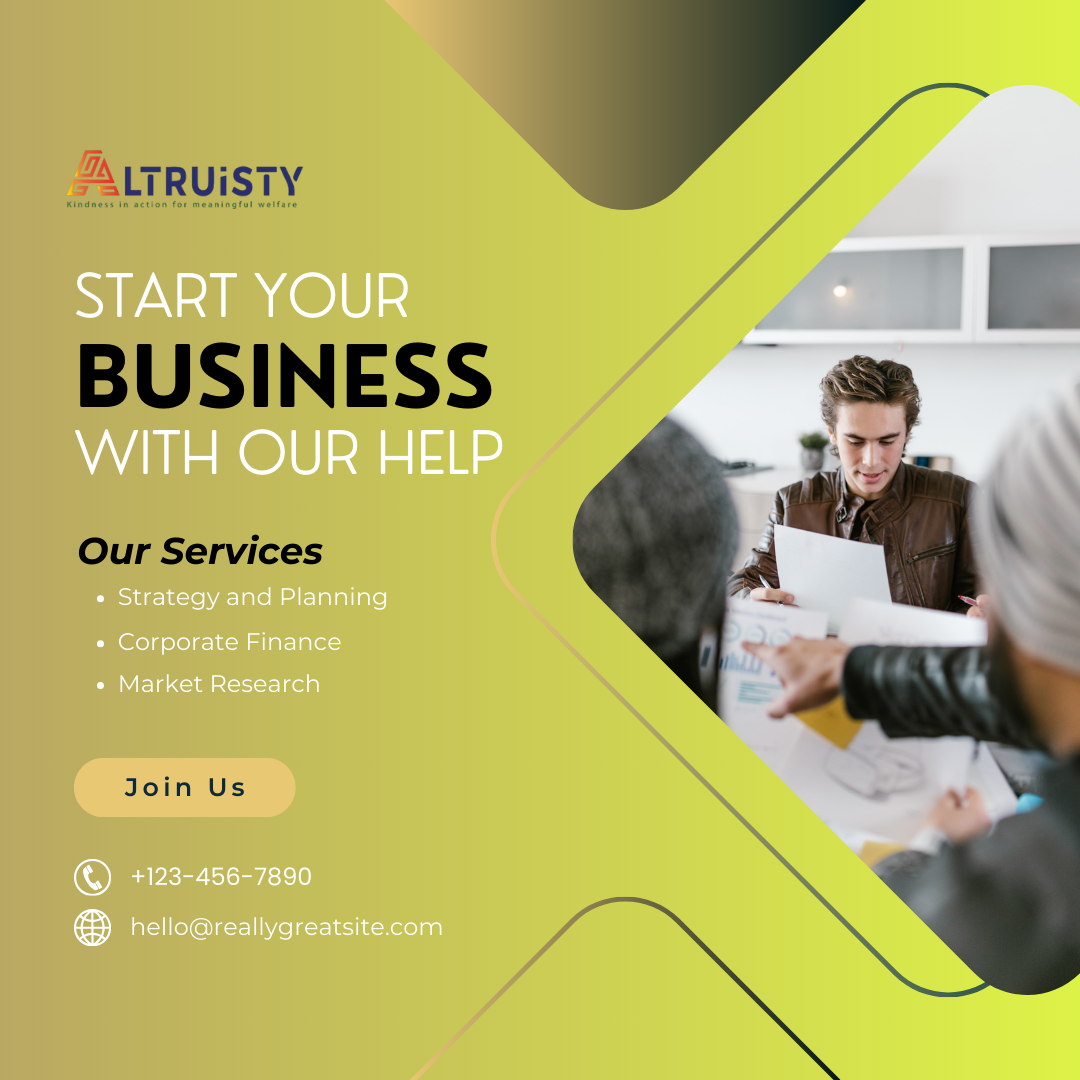 ALTRUiSTY
Kindness in action for meaningful welfare
START YOUR
BUSINESS
WITH OUR HELP
Our Services
• Strategy and Planning
• Corporate Finance
• Market Research
Join Us
+123-456-7890
hello@reallygreatsite.com